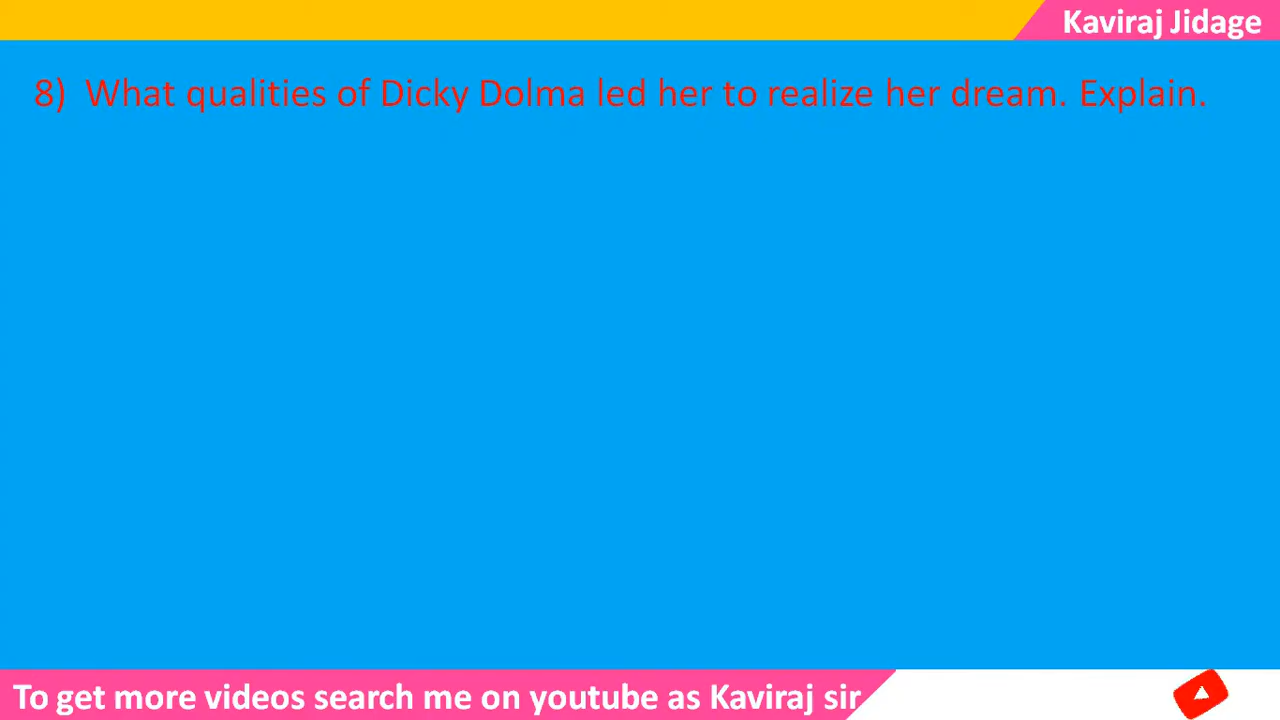 Kaviraj Jidage
8) What qualities of Dicky Dolma led her to realize her dream. Explain.
To get more videos search me on youtube as Kaviraj sir